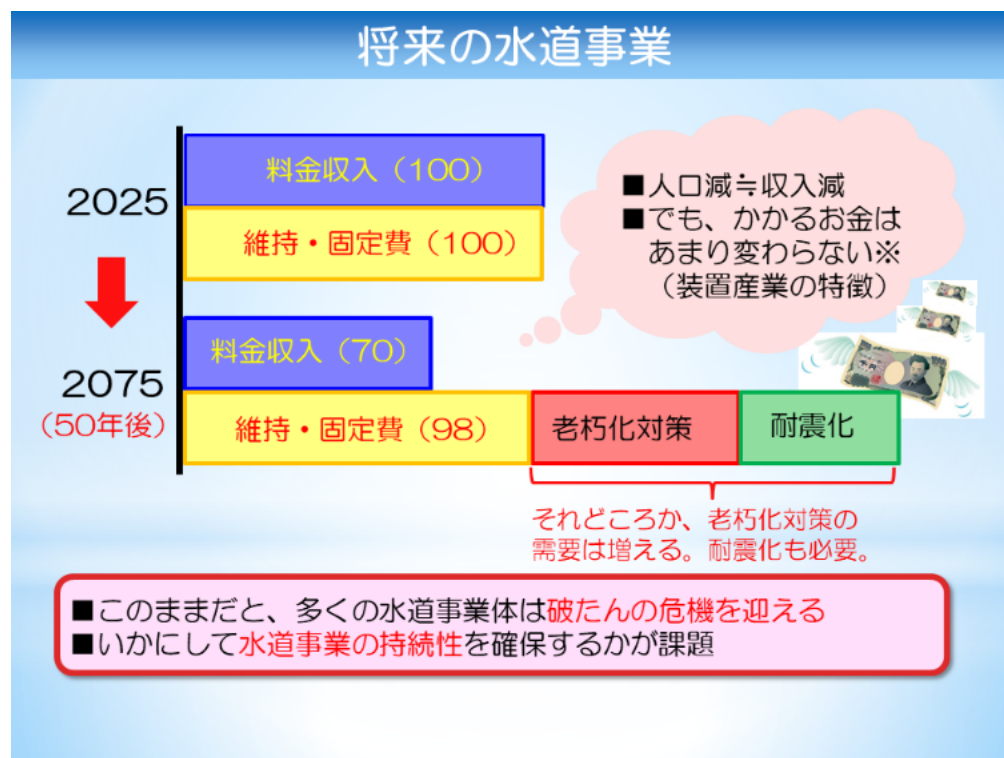 将来の水道事業
2025
料金収入（100）
維持・固定費（100）
■人口減≒収入減
■でも、かかるお金は
あまり変わらない※
（装置産業の特徴）
2075
（50年後）
料金収入（70）
維持・固定費（98）
老朽化対策
耐震化
それどころか、老朽化対策の
需要は増える。耐震化も必要。
■このままだと、多くの水道事業体は破たんの危機を迎える
■いかにして水道事業の持続性を確保するかが課題